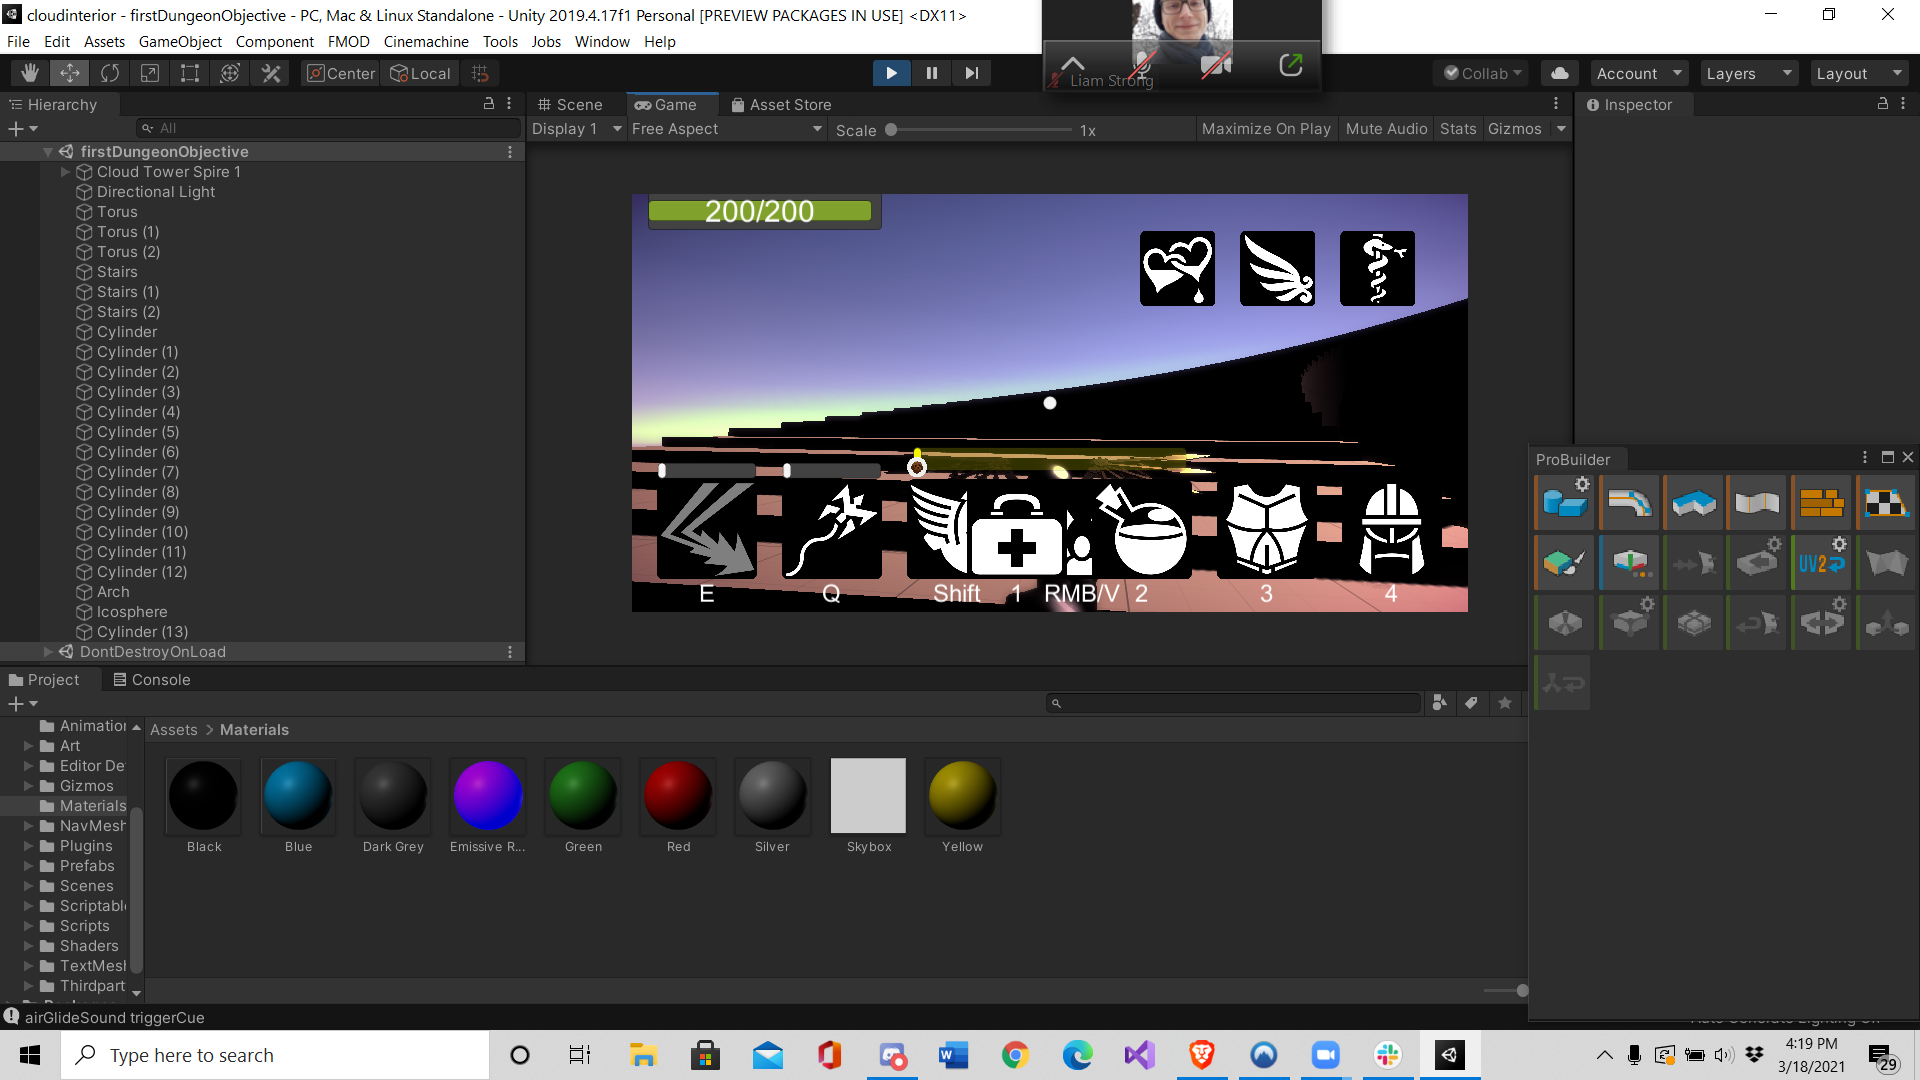 cloudinterior - firstDungeonObjective - PC, Mac & Linux Standalone - Unity 2019.4.17f1 Personal [PREVIEW PACKAGES IN USE] <DX11>
File Edit Assets GameObject Component FMOD Cinemachine Tools Jobs Window Help
Liam Strong
Center Local Collab Account Layers Layout
Hierarchy
All
firstDungeonObjective
Cloud Tower Spire 1
Directional Light
Torus
Torus (1)
Torus (2)
Stairs
Stairs (1)
Stairs (2)
Cylinder
Cylinder (1)
Cylinder (2)
Cylinder (3)
Cylinder (4)
Cylinder (5)
Cylinder (6)
Cylinder (7)
Cylinder (8)
Cylinder (9)
Cylinder (10)
Cylinder (11)
Cylinder (12)
Arch
Icosphere
Cylinder (13)
DontDestroyOnLoad
Scene Game Asset Store
Display 1 Free Aspect Scale 1x Maximize On Play Mute Audio Stats Gizmos
200/200
E Q Shift 1 RMB/V 2 3 4
Inspector
ProBuilder
UV2
Project Console
Animation
Art
Editor De
Gizmos
Materials
NavMesh
Plugins
Prefabs
Scenes
Scriptabl
Scripts
Shaders
TextMesh
Thirdpart
Assets > Materials
Black Blue Dark Grey Emissive R... Green Red Silver Skybox Yellow
airGlideSound triggerCue
Type here to search
4:19 PM
3/18/2021
29